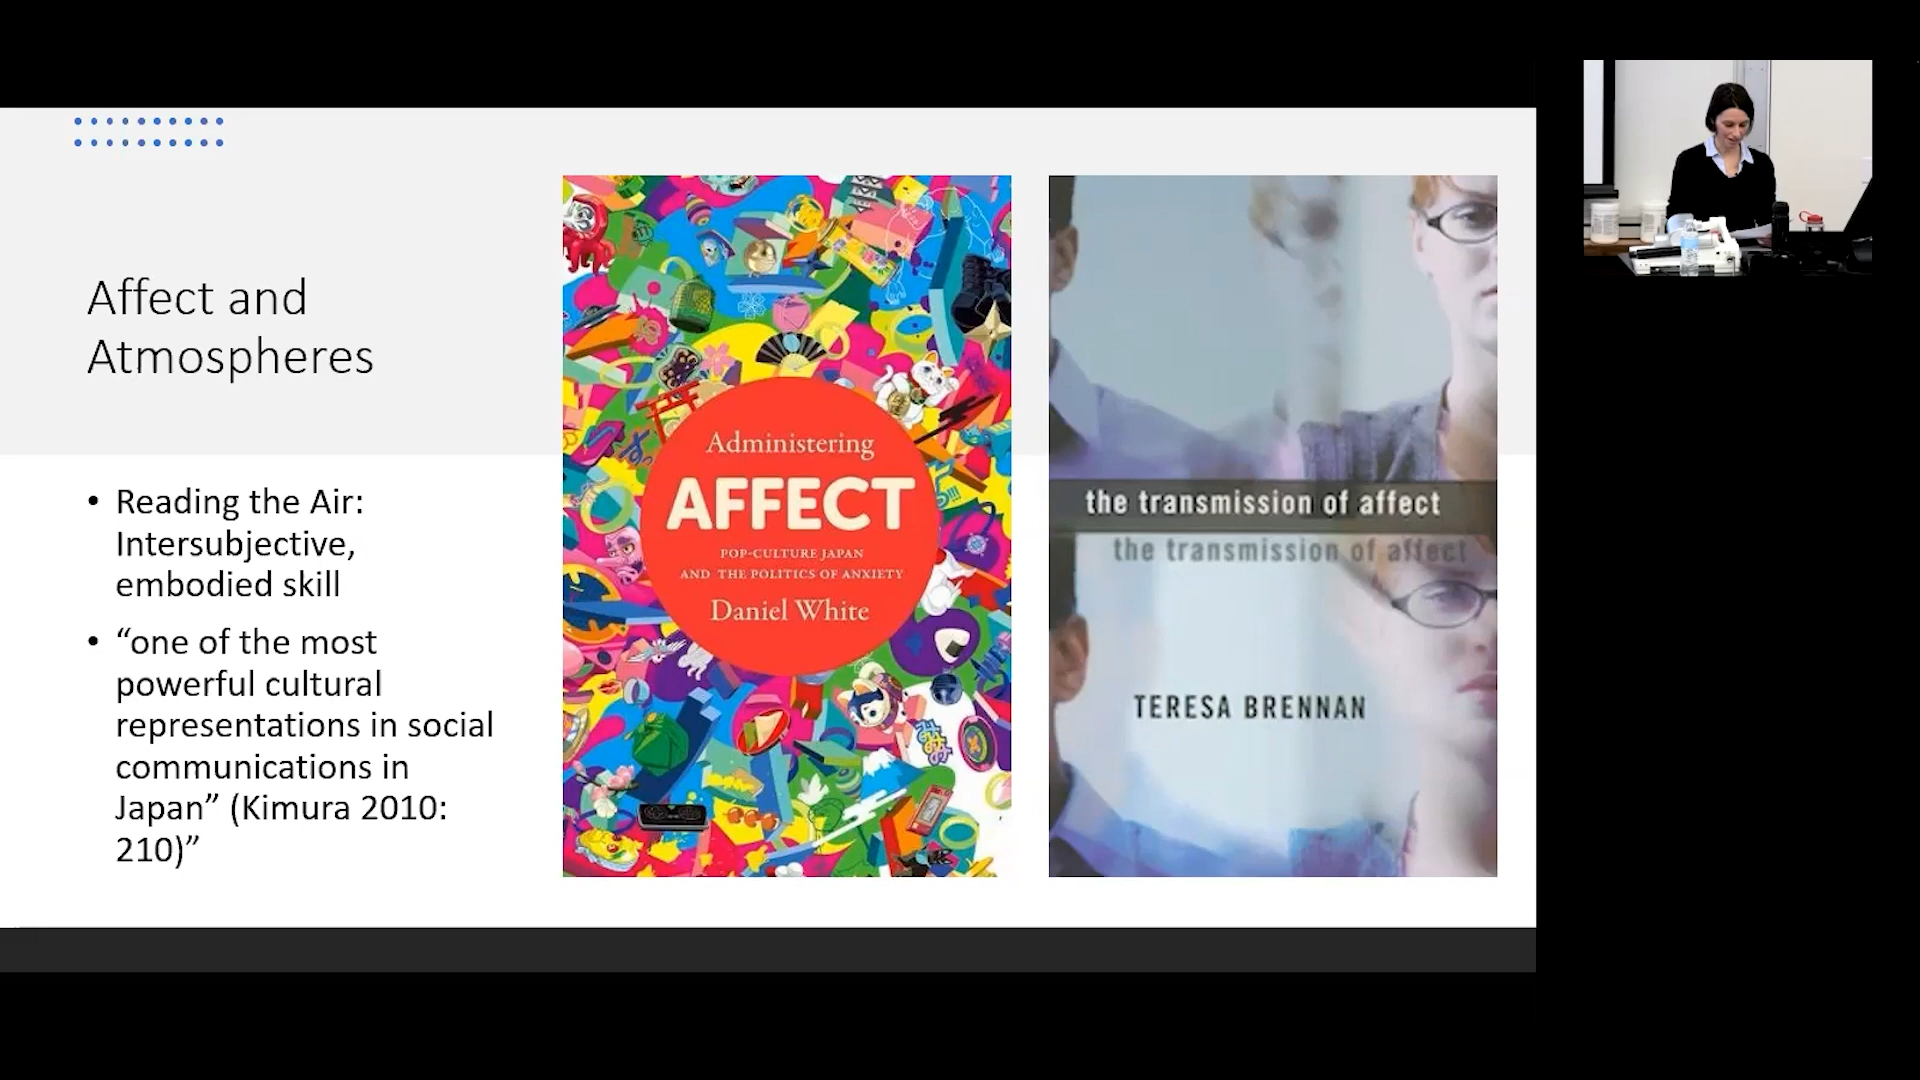 Affect and
Atmospheres
• Reading the Air:
Intersubjective,
embodied skill
• “one of the most
powerful cultural
representations in social
communications in
Japan” (Kimura 2010:
210)”
Administering
AFFECT
POP-CULTURE JAPAN
AND THE POLITICS OF ANXIETY
Daniel White
the transmission of affect
the transmission of affect
TERESA BRENNAN